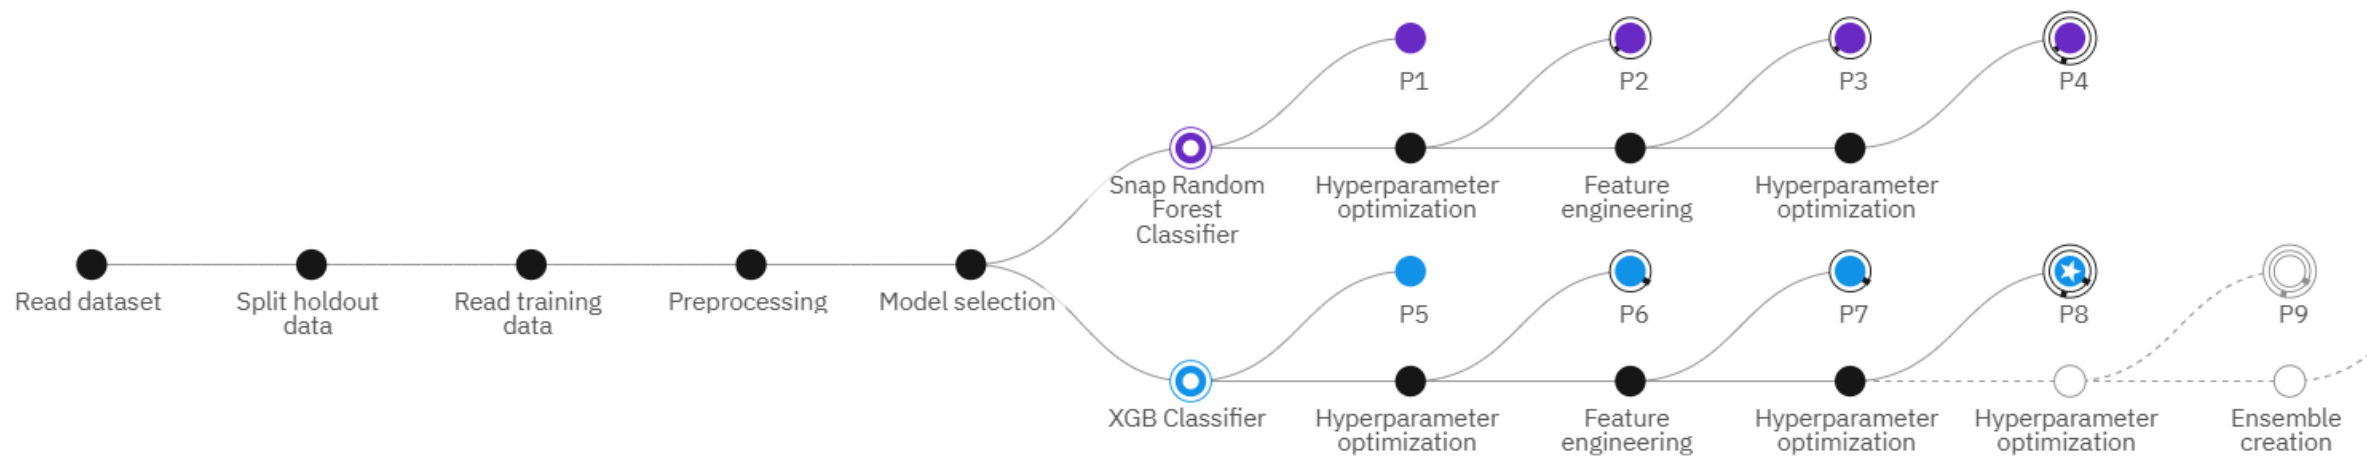 P1
P2
P3
P4
Snap Random
Forest
Classifier
Hyperparameter
optimization
Feature
engineering
Hyperparameter
optimization
Read dataset
Split holdout
data
Read training
data
Preprocessing
Model selection
P5
P6
P7
P8
P9
XGB Classifier
Hyperparameter
optimization
Feature
engineering
Hyperparameter
optimization
Hyperparameter
optimization
Ensemble
creation